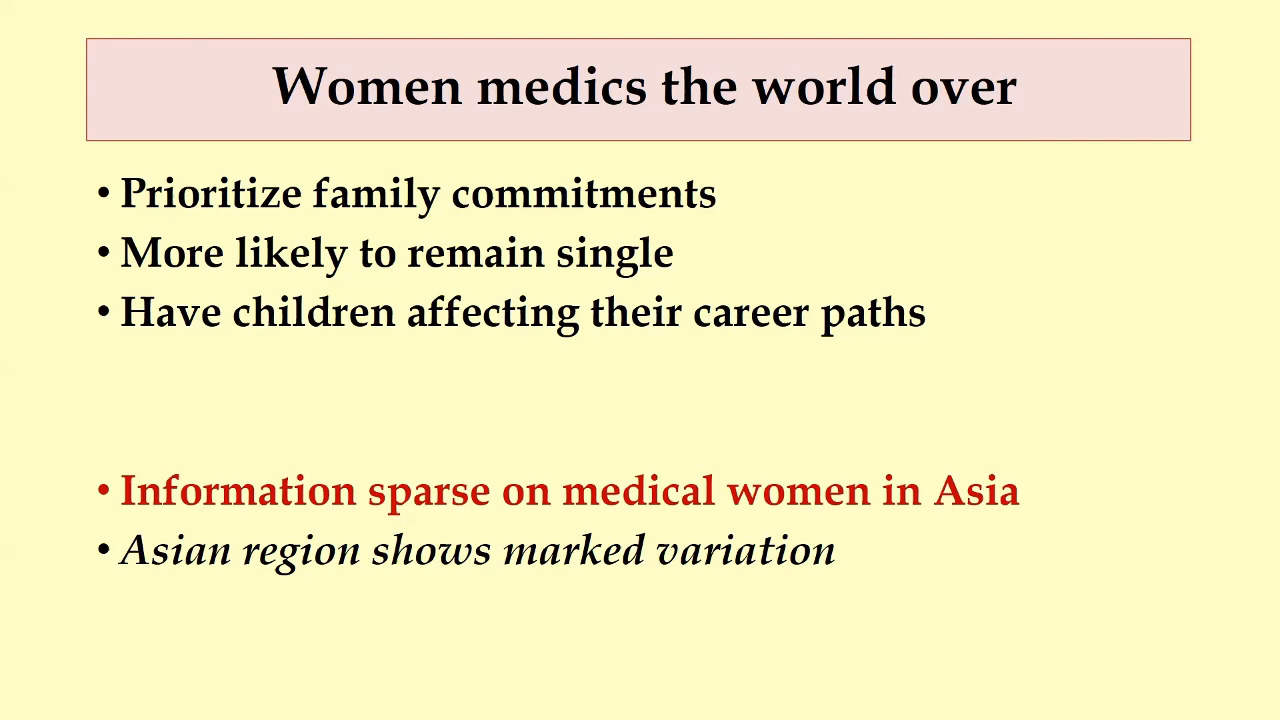 Women medics the world over
• Prioritize family commitments
• More likely to remain single
• Have children affecting their career paths
• Information sparse on medical women in Asia
• Asian region shows marked variation